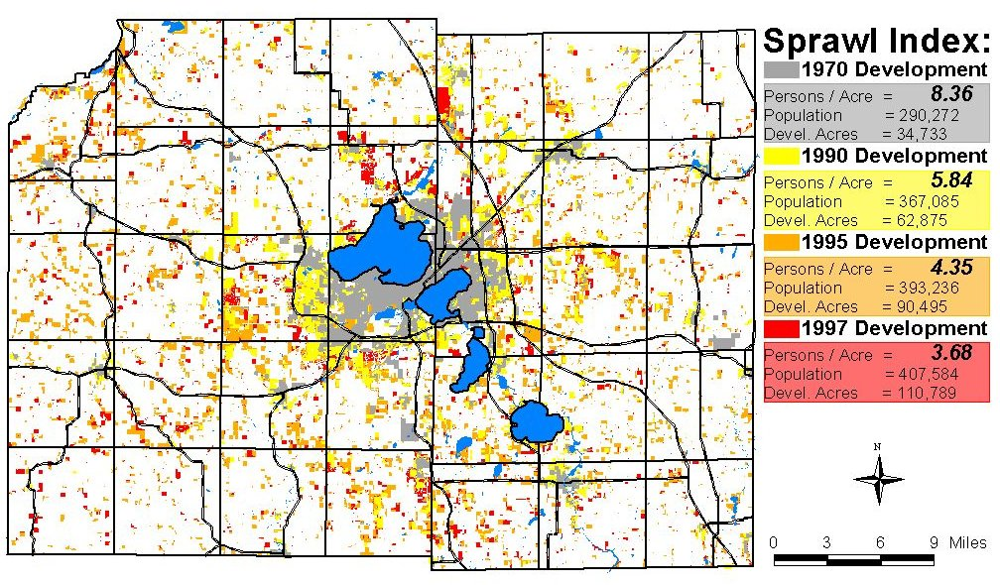 Sprawl Index:
1970 Development
Persons / Acre = 8.36
Population = 290,272
Devel. Acres = 34,733
1990 Development
Persons / Acre = 5.84
Population = 367,085
Devel. Acres = 62,875
1995 Development
Persons / Acre = 4.35
Population = 393,236
Devel. Acres = 90,495
1997 Development
Persons / Acre = 3.68
Population = 407,584
Devel. Acres = 110,789
N
0 3 6 9 Miles